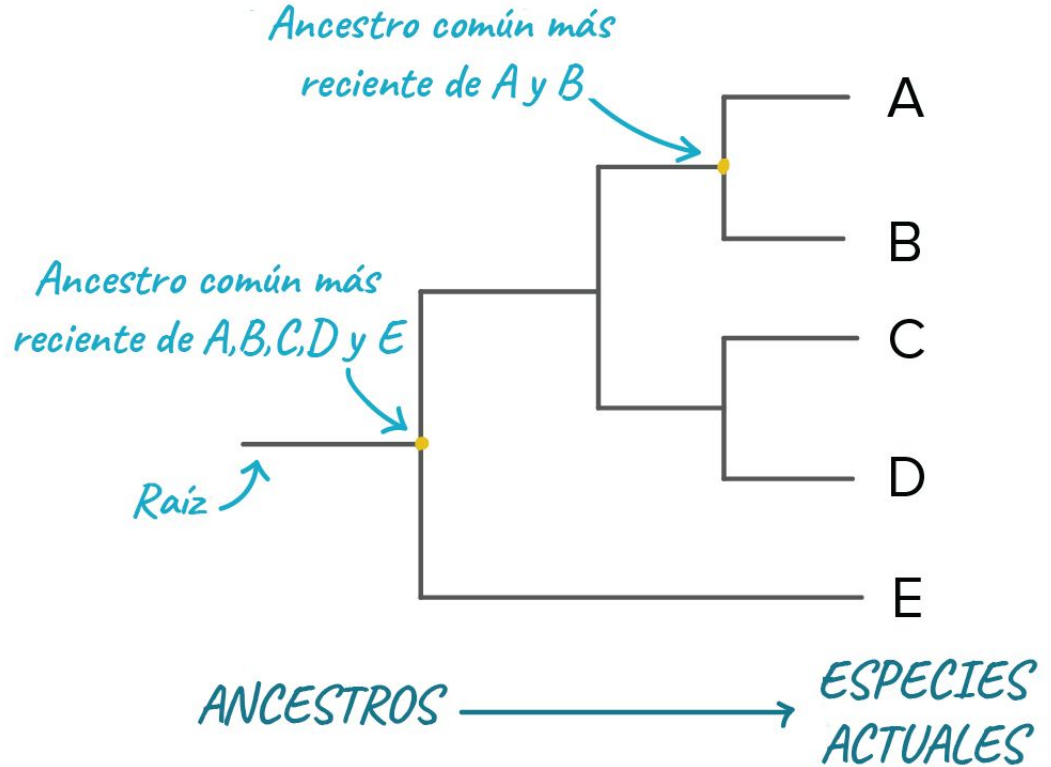 Ancestro común más
reciente de A y B
A
B
Ancestro común más
reciente de A,B,C,D y E
C
D
Raíz
E
ANCESTROS
ESPECIES
ACTUALES